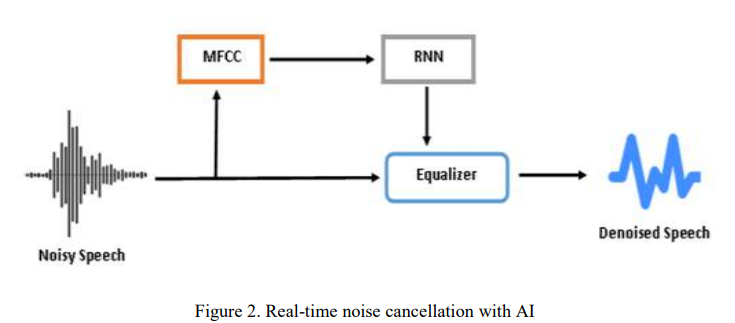 MFCC
RNN
Equalizer
Noisy Speech
Denoised Speech
Figure 2. Real-time noise cancellation with AI